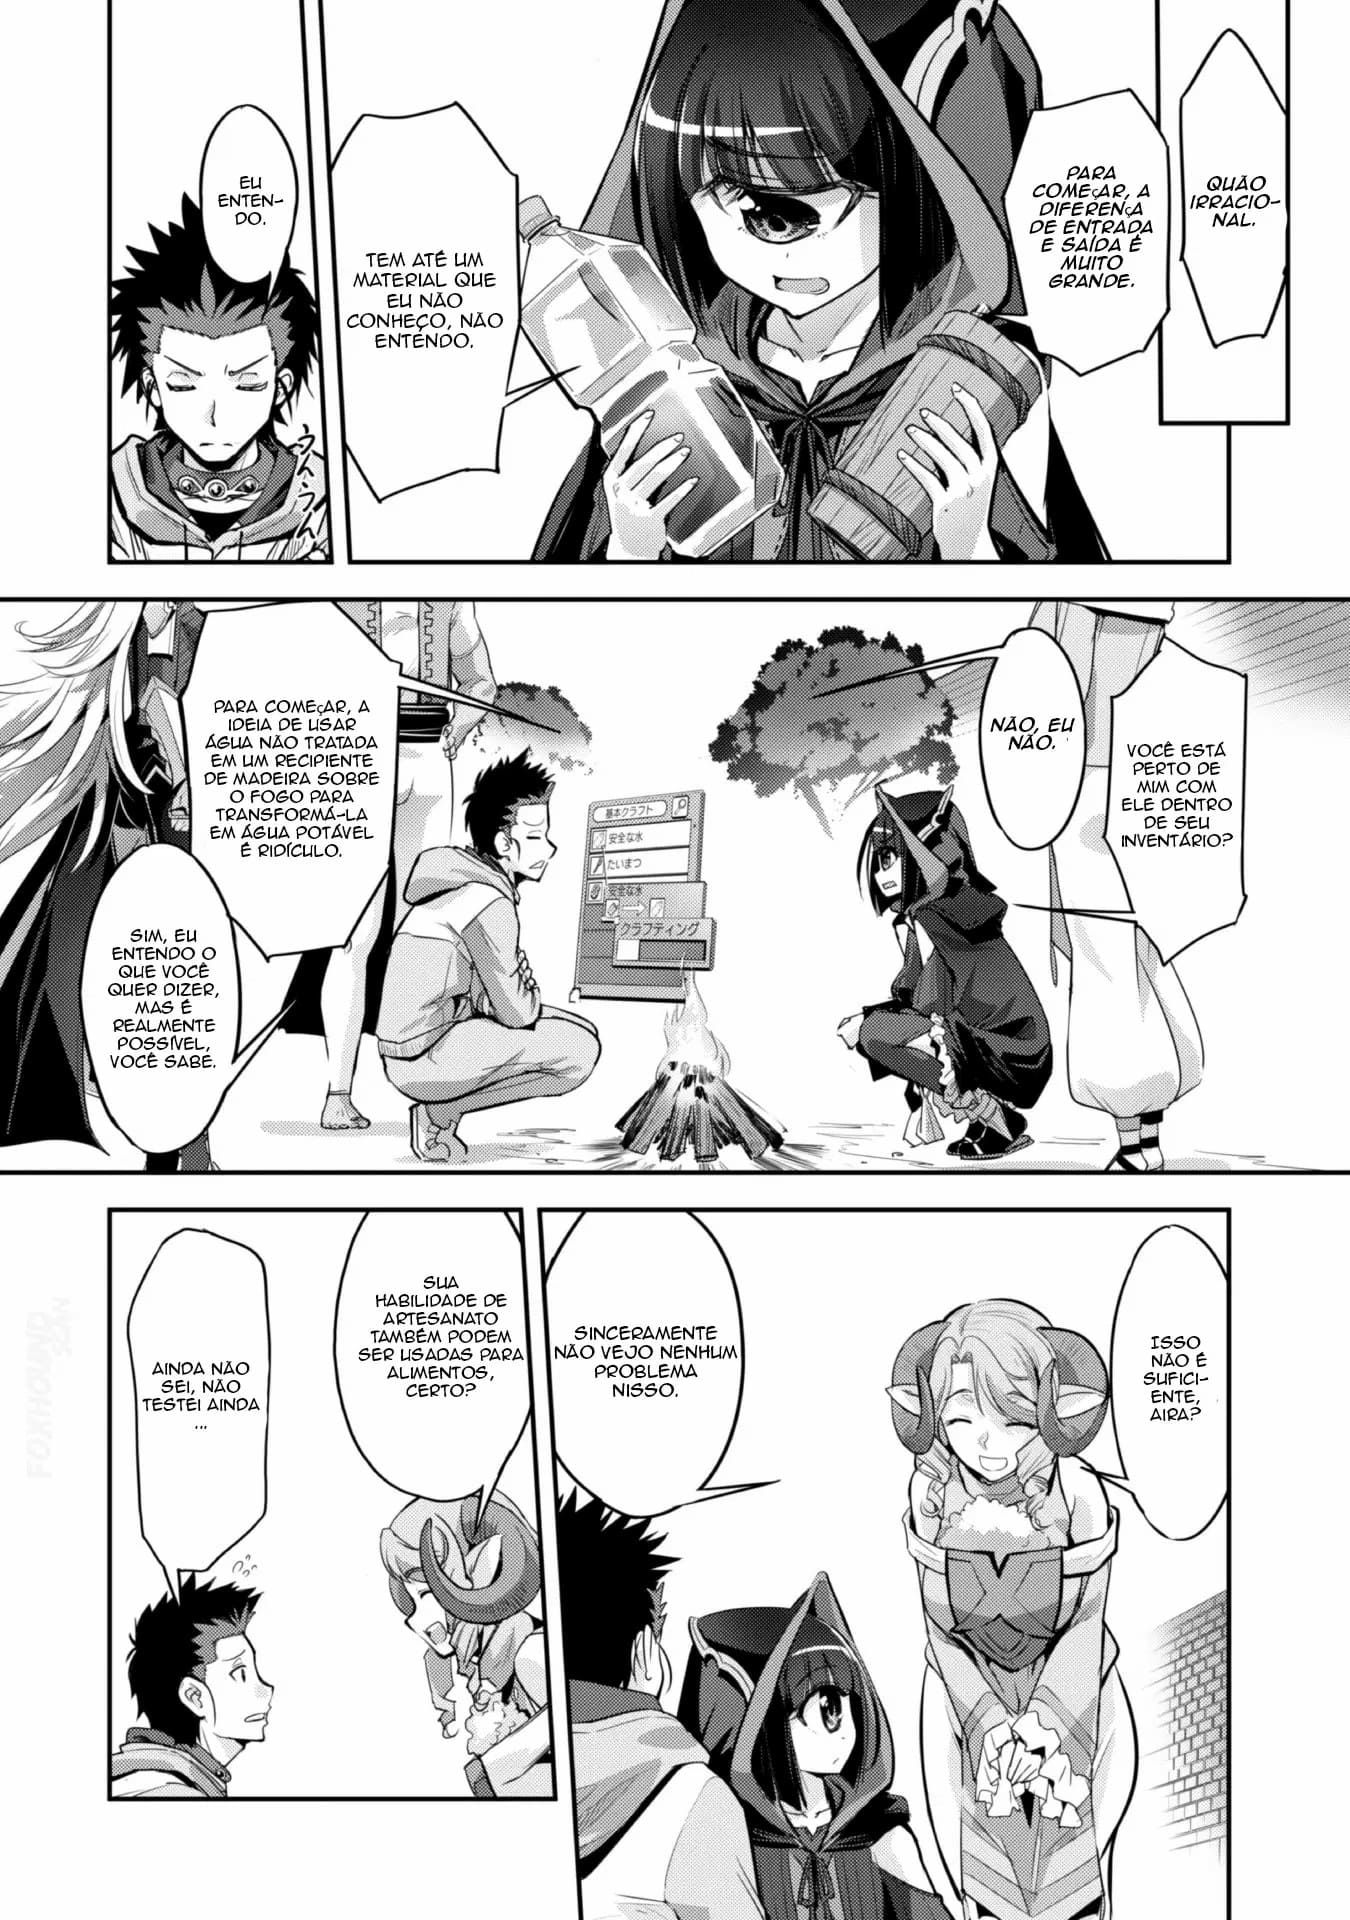 QUÃO
IRRACIO-
NAL.
PARA
COMEÇAR, A
DIFERENÇA
DE ENTRADA
E SAÍDA É
MUITO
GRANDE.
TEM ATÉ UM
MATERIAL QUE
EU NÃO
CONHEÇO, NÃO
ENTENDO.
EU
ENTEN-
DO.
うんうん
VOCÊ ESTÁ
PERTO DE
MIM COM
ELE DENTRO
DE SEU
INVENTÁRIO?
NÃO, EU
NÃO.
基本クラフト
安全な水
たいまつ
安全な水
クラフティング
PARA COMEÇAR, A
IDEIA DE USAR
ÁGUA NÃO TRATADA
EM UM RECIPIENTE
DE MADEIRA SOBRE
O FOGO PARA
TRANSFORMÁ-LA
EM ÁGUA POTÁVEL
É RIDÍCULO.
SIM, EU
ENTENDO O
QUE VOCÊ
QUER DIZER,
MAS É
REALMENTE
POSSÍVEL,
VOCÊ SABE.
ISSO
NÃO É
SUFICI-
ENTE,
AIRA?
SINCERAMENTE
NÃO VEJO NENHUM
PROBLEMA
NISSO.
SUA
HABILIDADE DE
ARTESANATO
TAMBÉM PODEM
SER USADAS PARA
ALIMENTOS,
CERTO?
AINDA NÃO
SEI, NÃO
TESTEI AINDA
...
FOXHOUND
SCAN